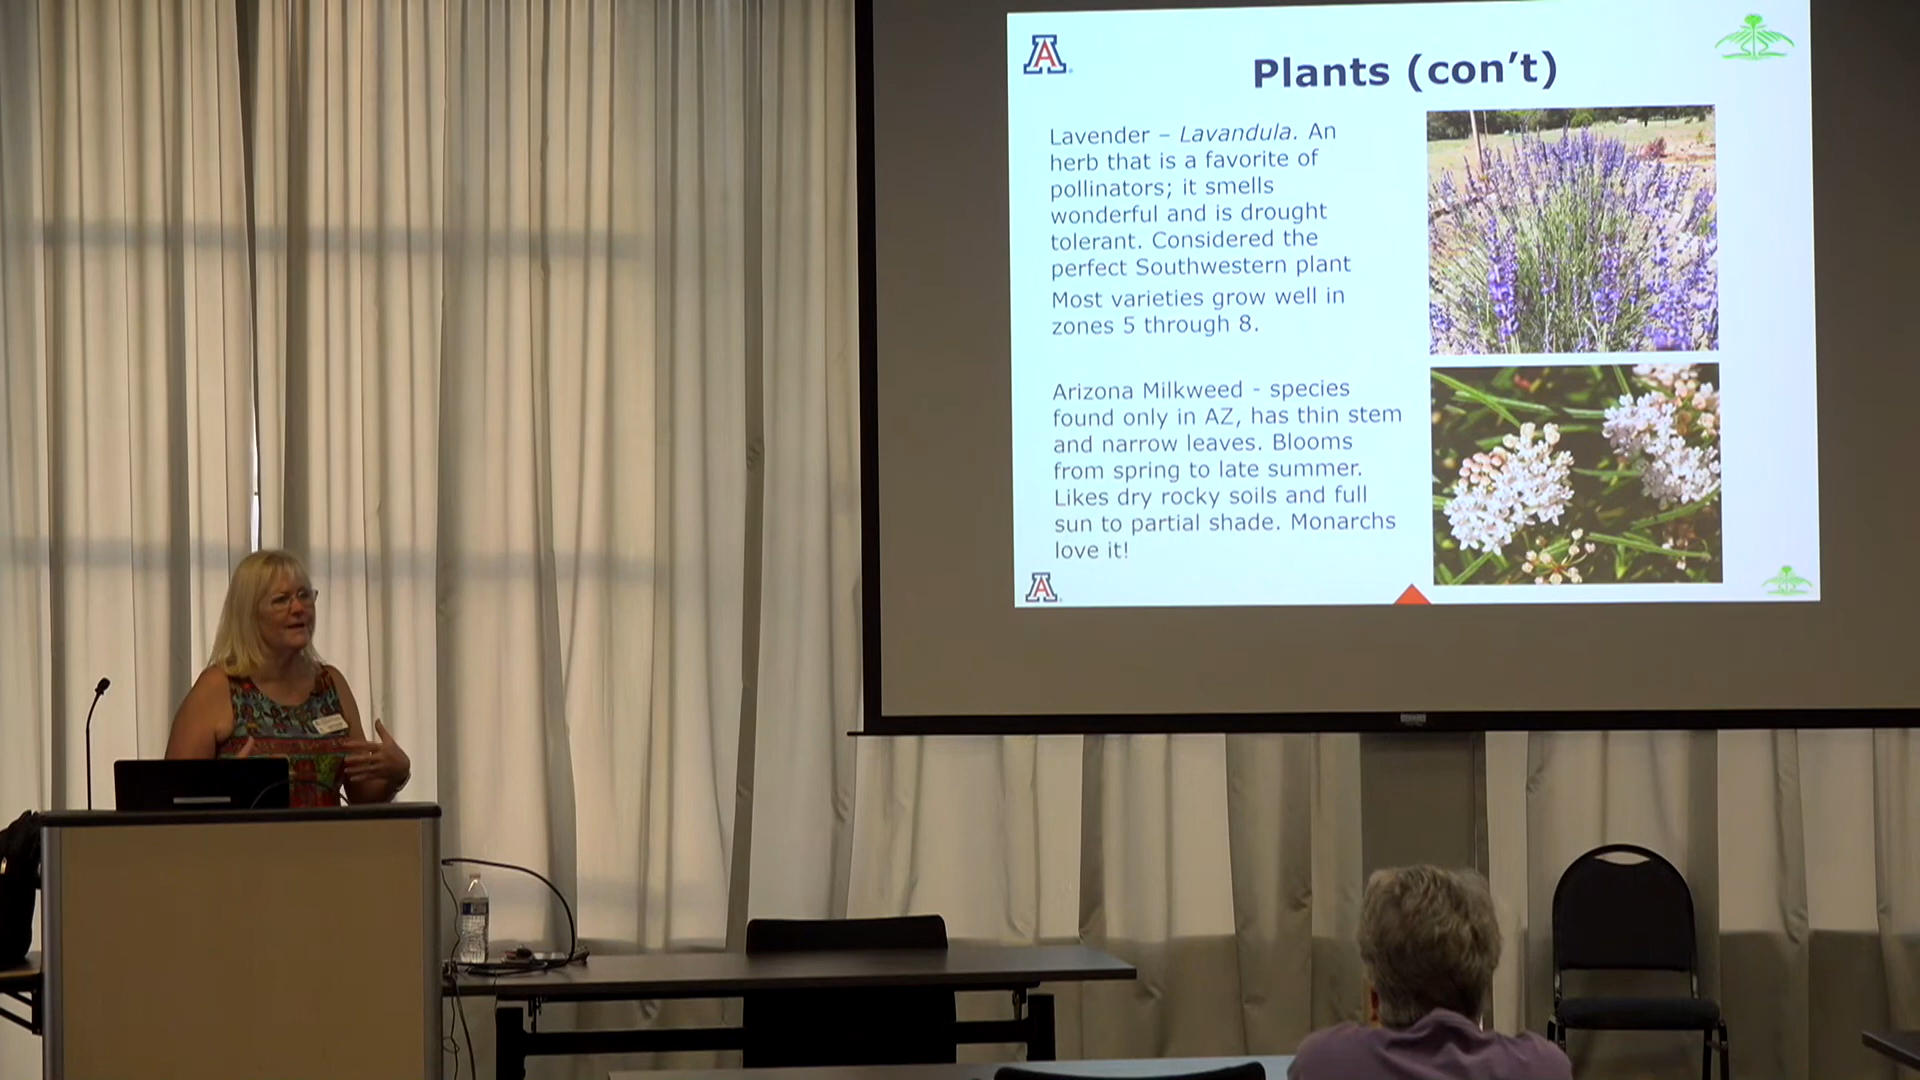 A
Plants (con’t)
Lavender – Lavandula. An
herb that is a favorite of
pollinators; it smells
wonderful and is drought
tolerant. Considered the
perfect Southwestern plant
Most varieties grow well in
zones 5 through 8.
Arizona Milkweed - species
found only in AZ, has thin stem
and narrow leaves. Blooms
from spring to late summer.
Likes dry rocky soils and full
sun to partial shade. Monarchs
love it!
A